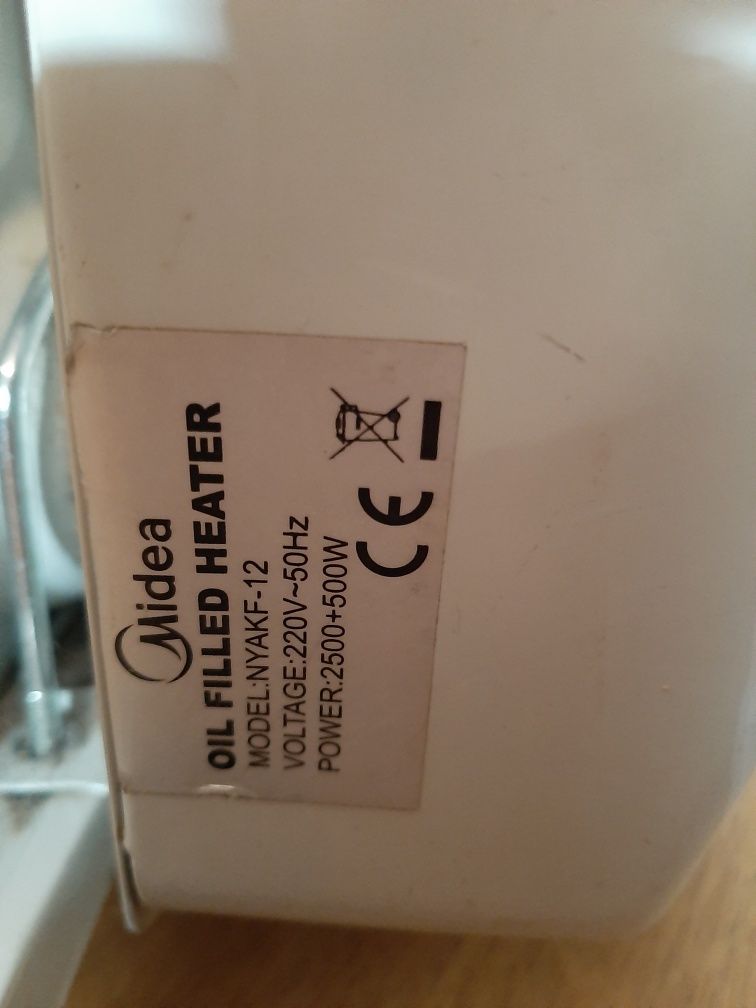 Midea
OIL FILLED HEATER
MODEL:NYAKF-12
VOLTAGE:220V~50Hz
POWER:2500+500W
CE